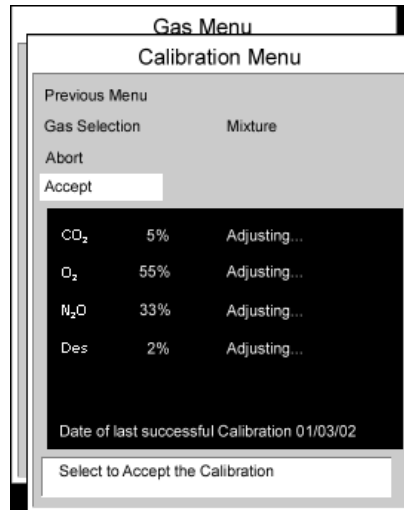 Gas Menu
Calibration Menu
Previous Menu
Gas Selection Mixture
Abort
Accept
CO₂ 5% Adjusting...
O₂ 55% Adjusting...
N₂O 33% Adjusting...
Des 2% Adjusting...
Date of last successful Calibration 01/03/02
Select to Accept the Calibration